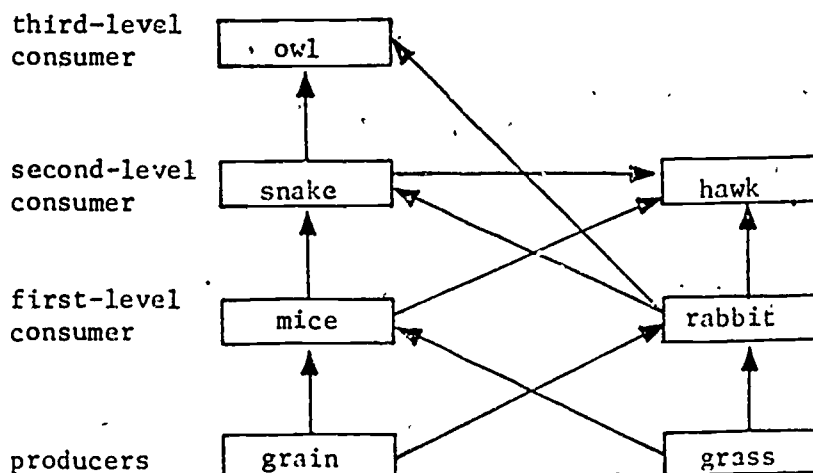 third-level
consumer
owl
second-level
consumer
snake
hawk
first-level
consumer
mice
rabbit
producers
grain
grass